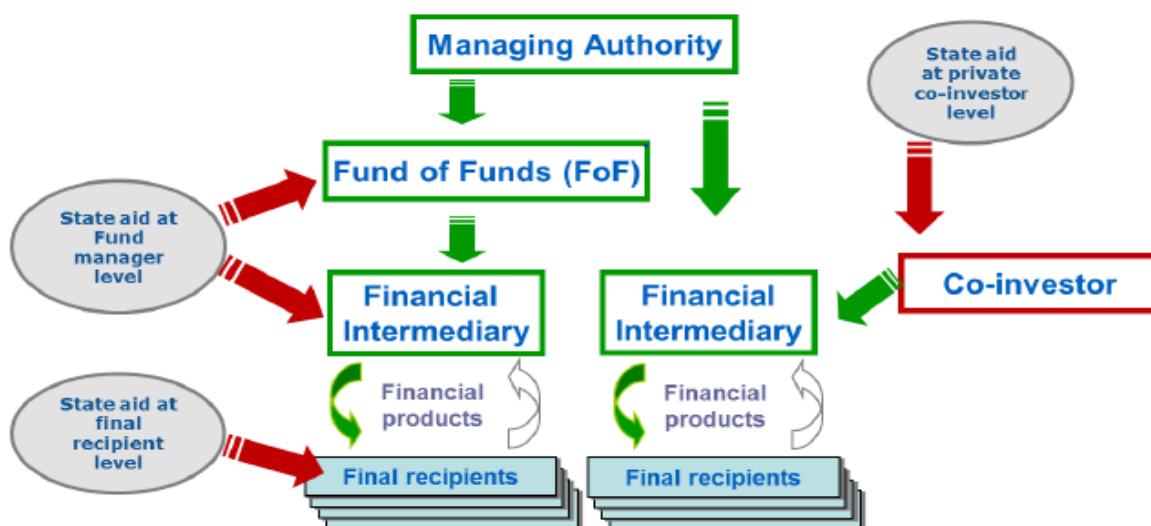 Managing Authority
State aid
at private
co-investor
level
Fund of Funds (FoF)
State aid at
Fund
manager
level
Financial
Intermediary
Financial
Intermediary
Co-investor
Financial
products
Financial
products
State aid at
final
recipient
level
Final recipients
Final recipients